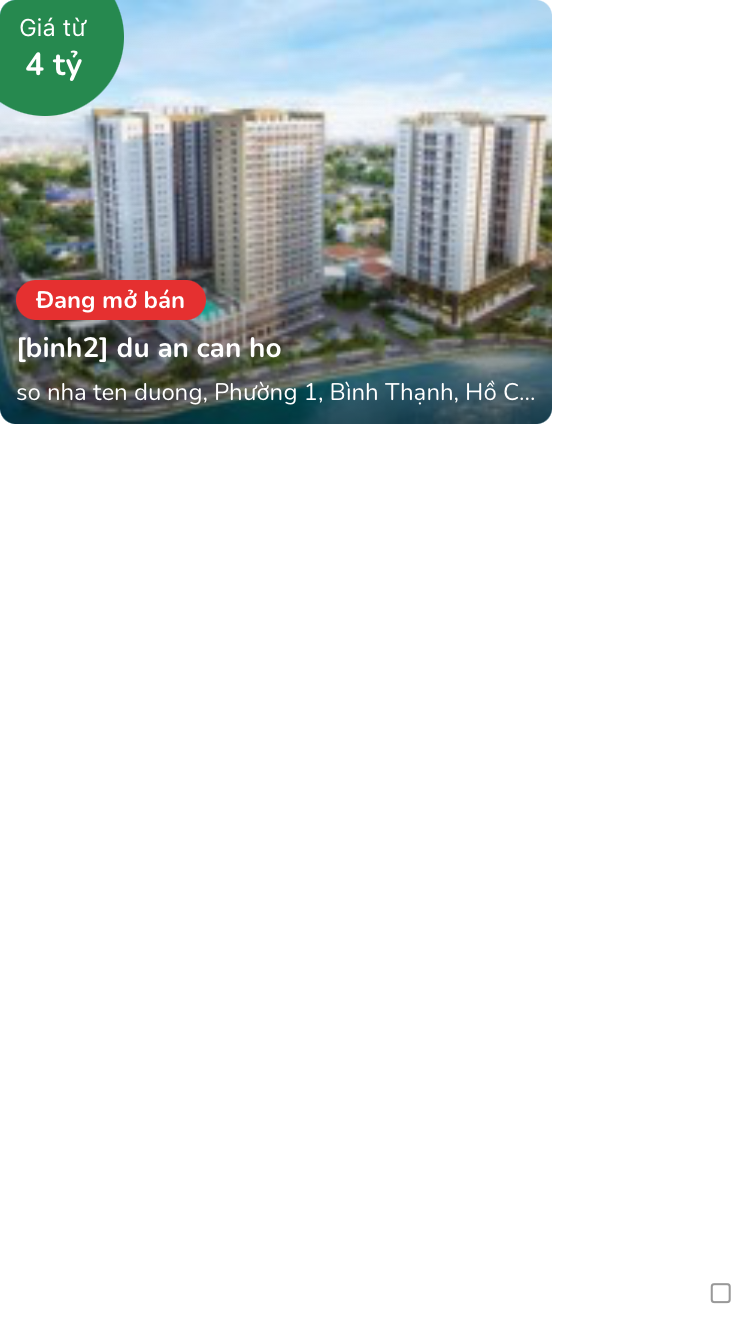 Giá từ
4 tỷ
Đang mở bán
[binh2] du an can ho
so nha ten duong, Phường 1, Bình Thạnh, Hồ C...